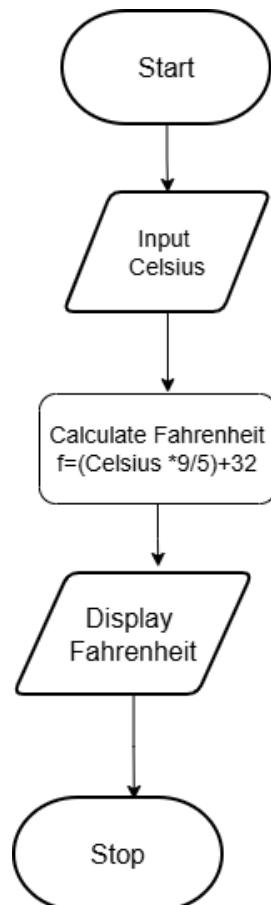 Start
Input
Celsius
Calculate Fahrenheit
f=(Celsius *9/5)+32
Display
Fahrenheit
Stop